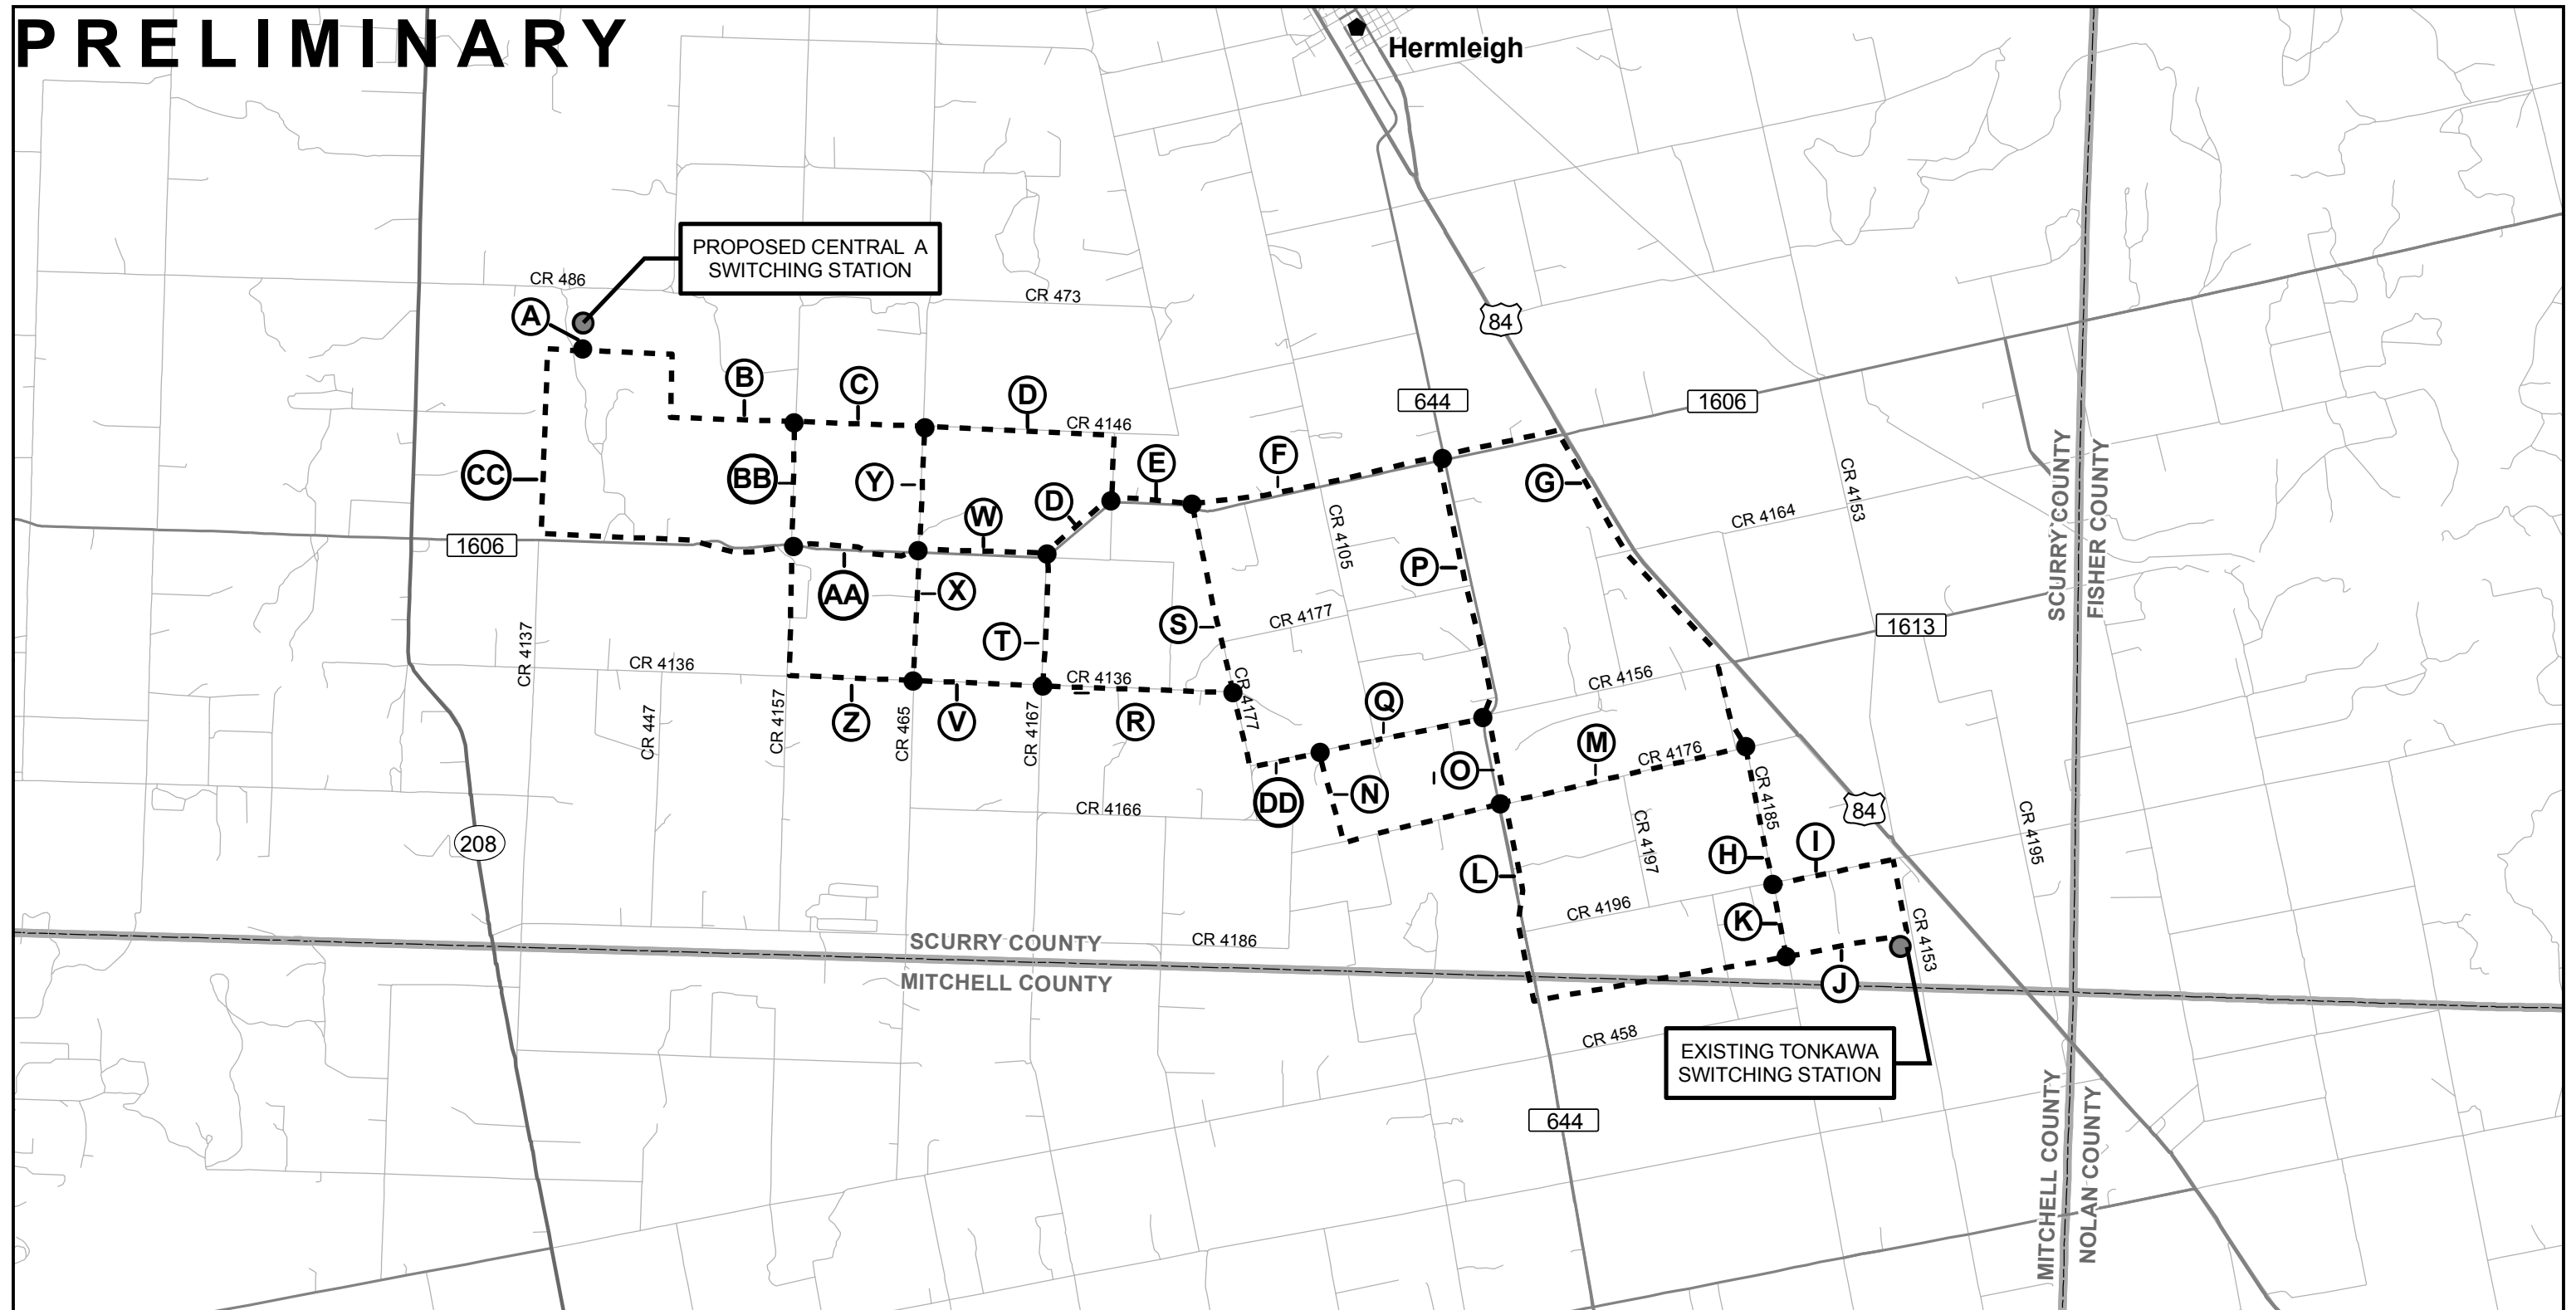 PRELIMINARY
Hermleigh
PROPOSED CENTRAL A
SWITCHING STATION
CR 486
CR 473
A
84
B
C
D
644
1606
CR 4146
CC
BB
Y
W
D
E
F
G
CR 4105
CR 4153
CR 4164
SCURRY COUNTY
FISHER COUNTY
1606
AA
X
T
S
CR 4177
P
1613
CR 4137
CR 4136
CR 4136
CR 4177
CR 4156
CR 447
CR 4157
Z
CR 465
V
CR 4167
R
Q
M
CR 4176
DD
N
O
CR 4185
84
CR 4166
208
L
CR 4197
H
I
CR 4195
CR 4196
K
CR 4153
SCURRY COUNTY
CR 4186
MITCHELL COUNTY
J
CR 458
EXISTING TONKAWA
SWITCHING STATION
644
MITCHELL COUNTY
NOLAN COUNTY